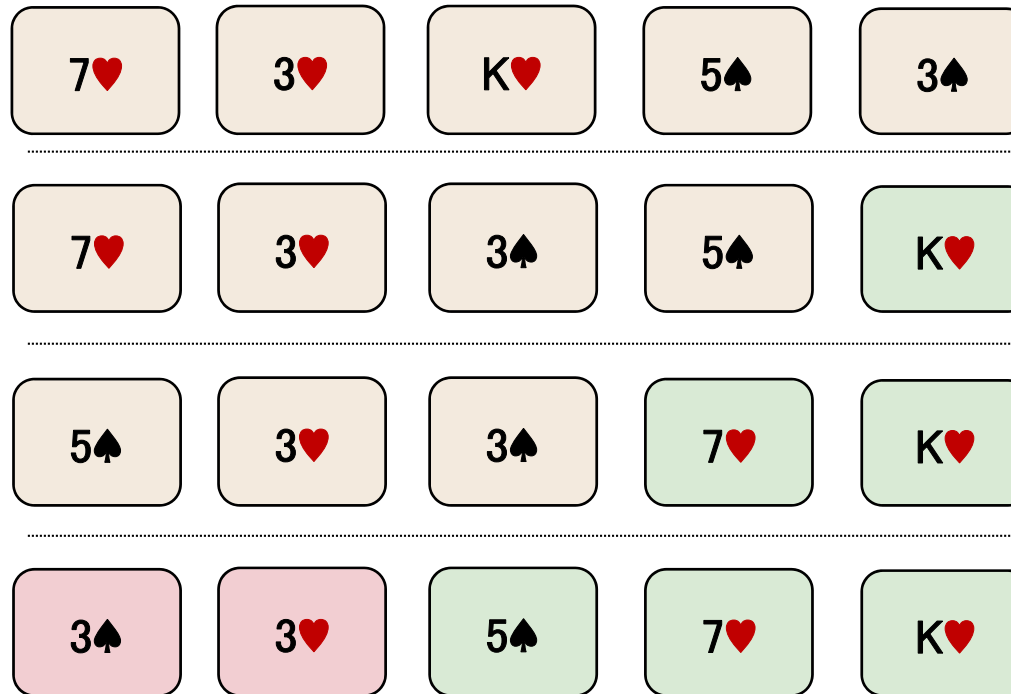 7♥ 3♥ K♥ 5♠ 3♠
7♥ 3♥ 3♠ 5♠ K♥
5♠ 3♥ 3♠ 7♥ K♥
3♠ 3♥ 5♠ 7♥ K♥